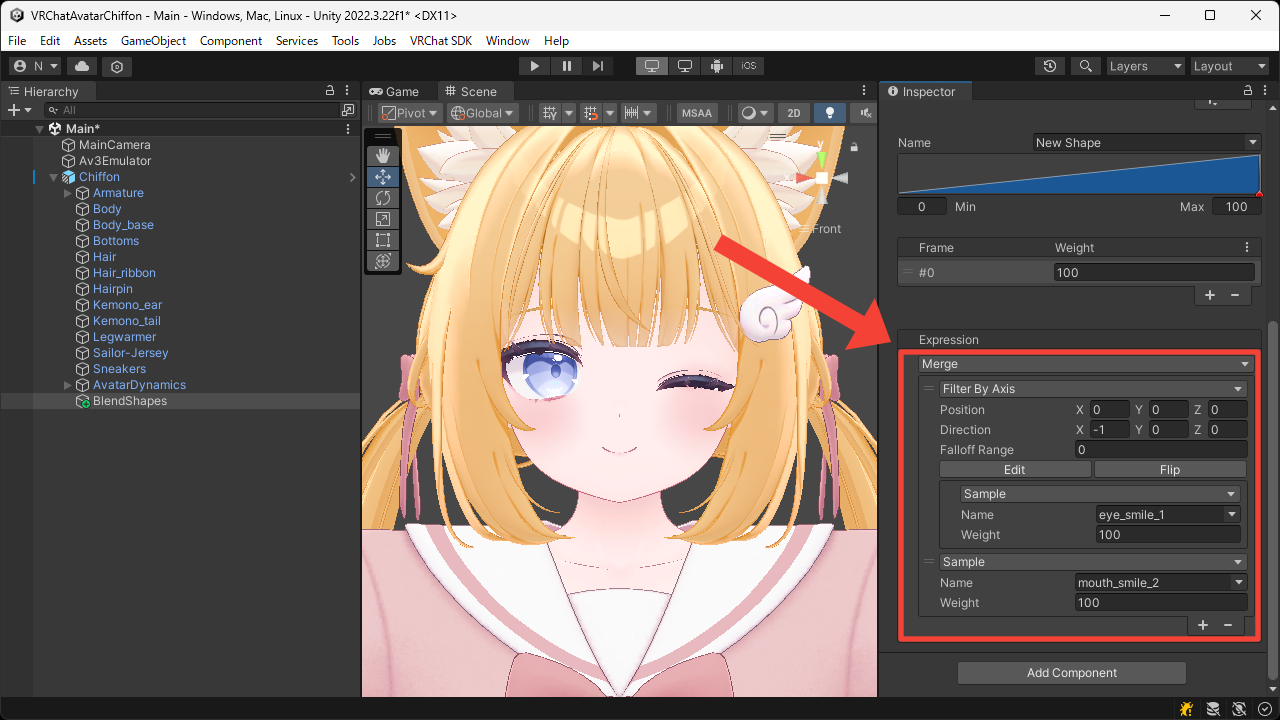 VRChatAvatarChiffon - Main - Windows, Mac, Linux - Unity 2022.3.22f1* <DX11>
File Edit Assets GameObject Component Services Tools Jobs VRChat SDK Window Help
N iOS Layers Layout
Hierarchy
All
Main*
MainCamera
Av3Emulator
Chiffon
Armature
Body
Body_base
Bottoms
Hair
Hair_ribbon
Hairpin
Kemono_ear
Kemono_tail
Legwarmer
Sailor-Jersey
Sneakers
AvatarDynamics
BlendShapes
Game Scene
Pivot Global MSAA 2D
y
x
Front
Inspector
Name New Shape
0 Min Max 100
Frame Weight
#0 100
Expression
Merge
Filter By Axis
Position X 0 Y 0 Z 0
Direction X -1 Y 0 Z 0
Falloff Range 0
Edit Flip
Sample
Name eye_smile_1
Weight 100
Sample
Name mouth_smile_2
Weight 100
Add Component